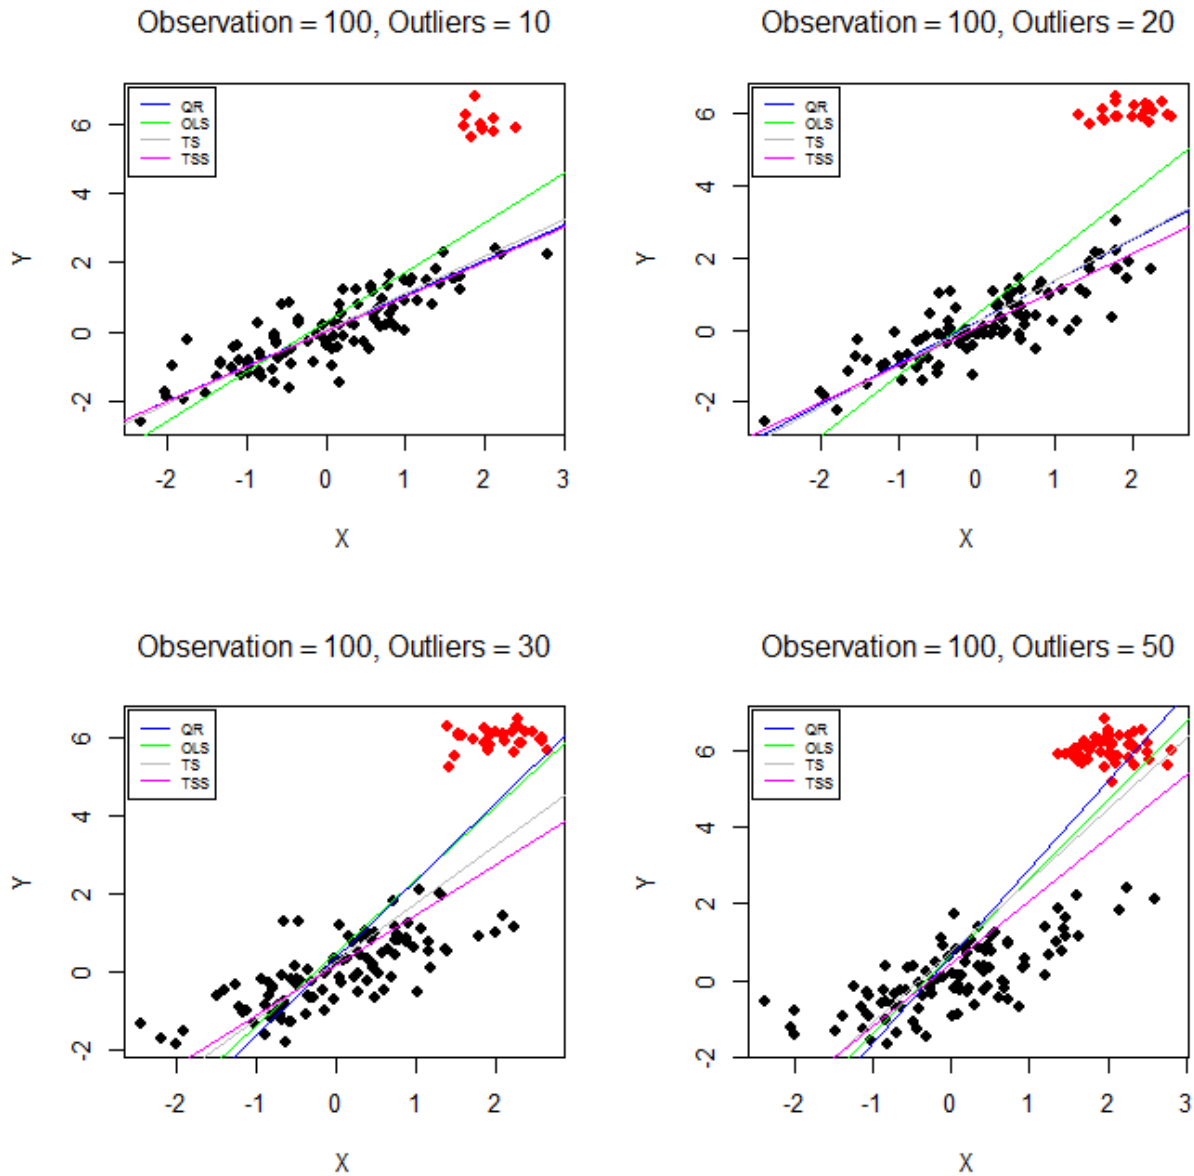 Observation = 100, Outliers = 10
QR
OLS
TS
TSS
Y
-2
0
2
4
6
-2 -1 0 1 2 3
X
Observation = 100, Outliers = 20
QR
OLS
TS
TSS
Y
-2
0
2
4
6
-2 -1 0 1 2
X
Observation = 100, Outliers = 30
QR
OLS
TS
TSS
Y
-2
0
2
4
6
-2 -1 0 1 2
X
Observation = 100, Outliers = 50
QR
OLS
TS
TSS
Y
-2
0
2
4
6
-2 -1 0 1 2 3
X